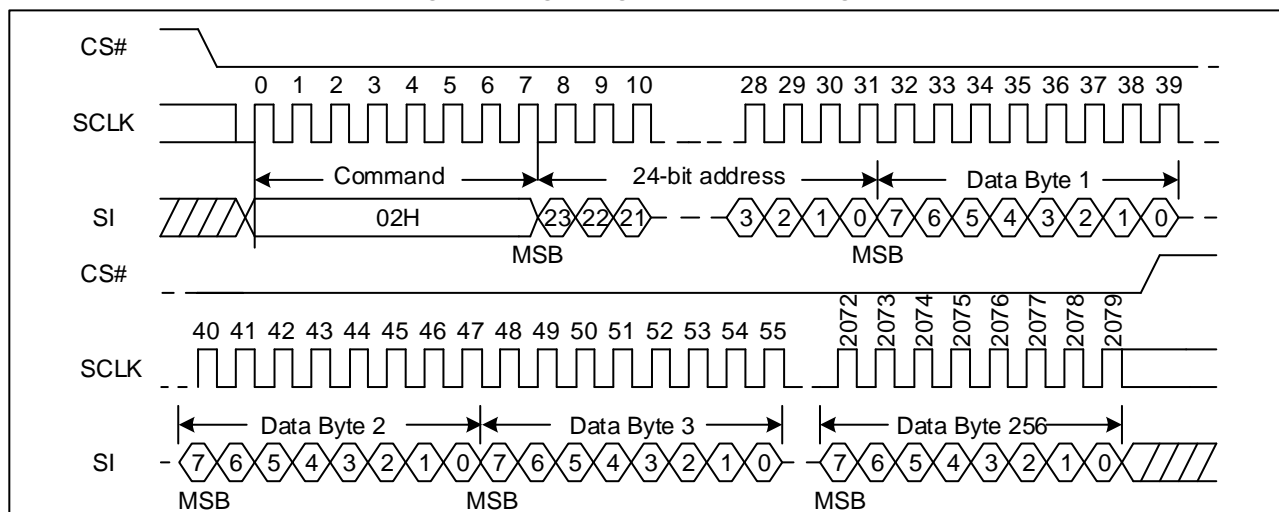 CS#
0 1 2 3 4 5 6 7 8 9 10 28 29 30 31 32 33 34 35 36 37 38 39
SCLK
Command 24-bit address Data Byte 1
SI 02H 23 22 21 3 2 1 0 7 6 5 4 3 2 1 0
MSB MSB
CS#
40 41 42 43 44 45 46 47 48 49 50 51 52 53 54 55 2072 2073 2074 2075 2076 2077 2078 2079
SCLK
Data Byte 2 Data Byte 3 Data Byte 256
SI 7 6 5 4 3 2 1 0 7 6 5 4 3 2 1 0 7 6 5 4 3 2 1 0
MSB MSB MSB